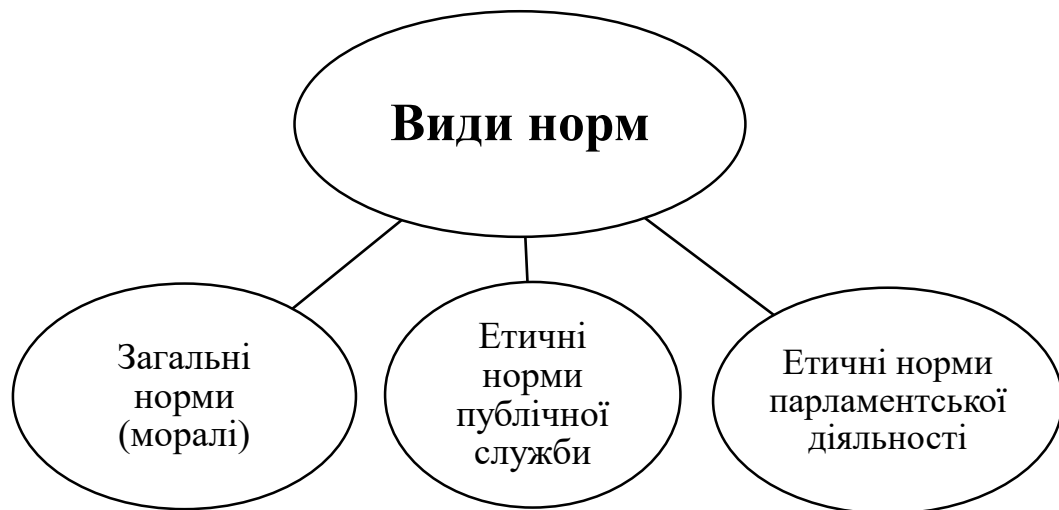 Види норм
Загальні
норми
(моралі)
Етичні
норми
публічної
служби
Етичні норми
парламентської
діяльності